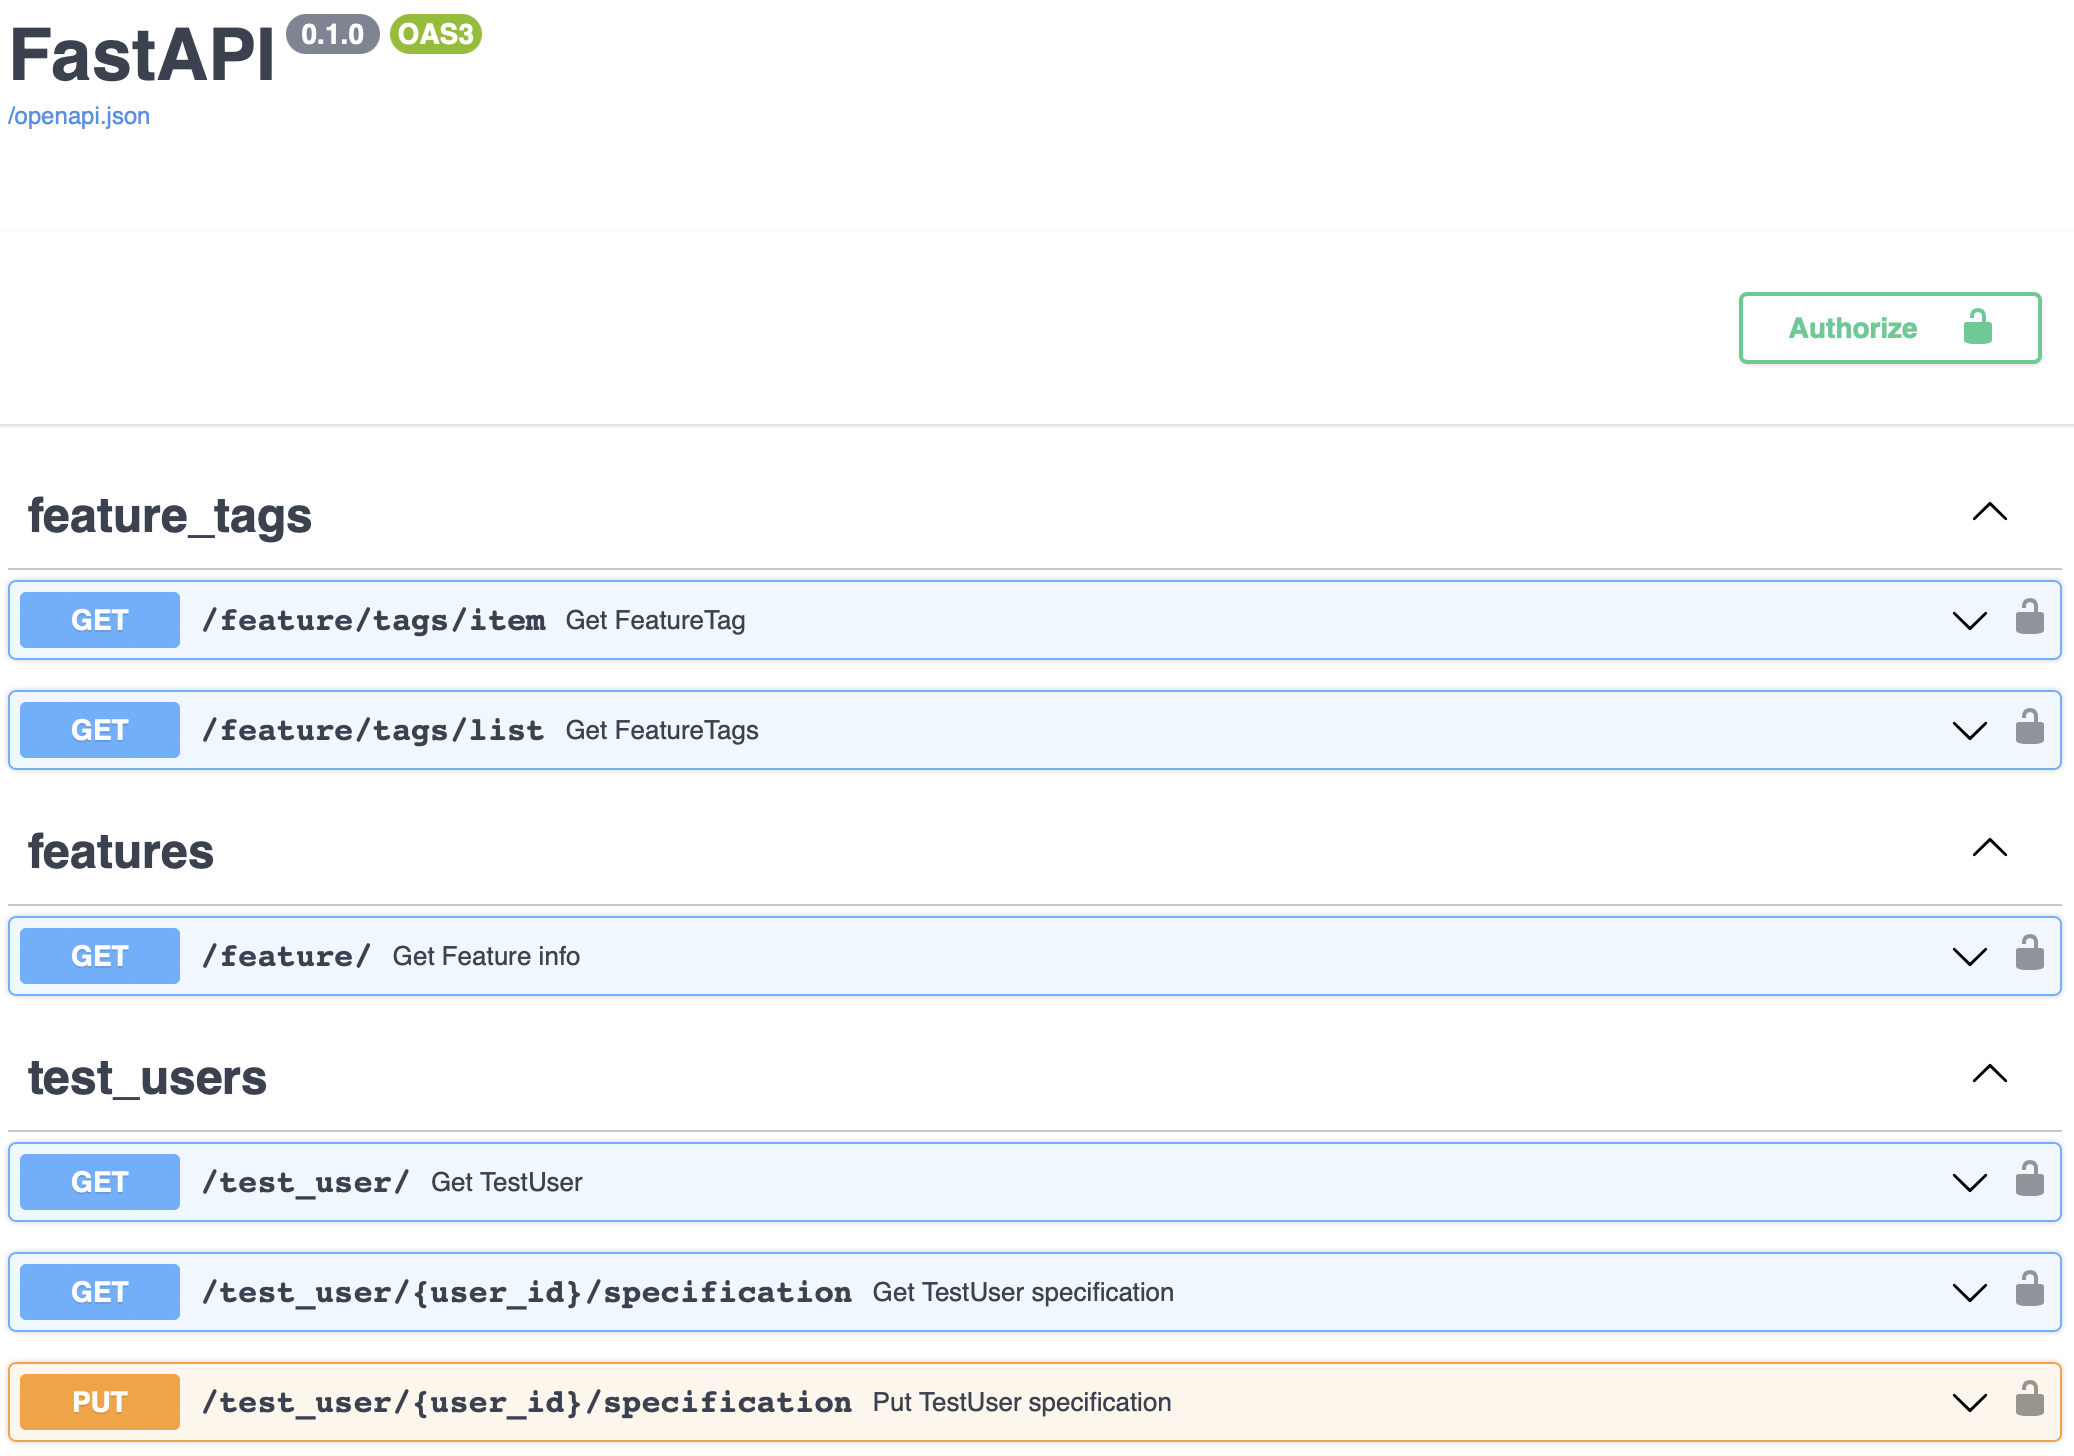 FastAPI 0.1.0 OAS3
/openapi.json
Authorize
feature_tags
GET /feature/tags/item Get FeatureTag
GET /feature/tags/list Get FeatureTags
features
GET /feature/ Get Feature info
test_users
GET /test_user/ Get TestUser
GET /test_user/{user_id}/specification Get TestUser specification
PUT /test_user/{user_id}/specification Put TestUser specification